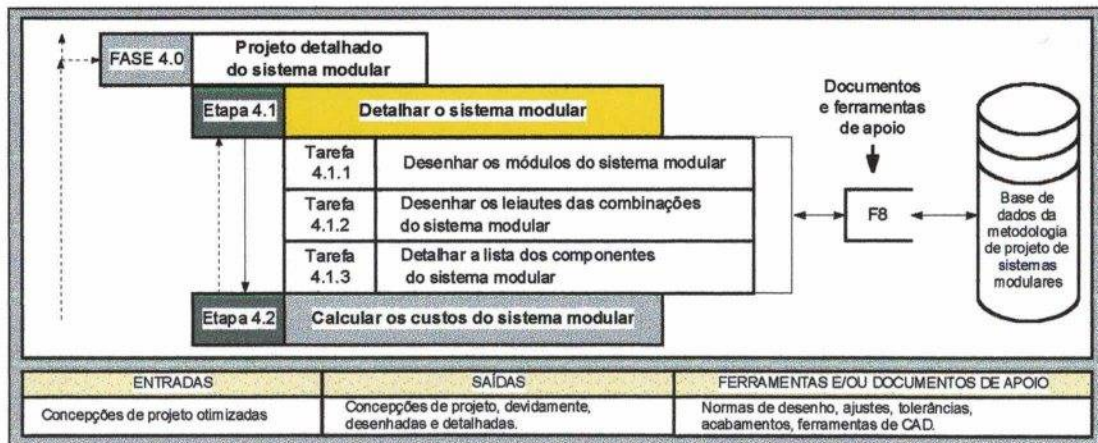 FASE 4.0
Projeto detalhado
do sistema modular
Etapa 4.1
Detalhar o sistema modular
Tarefa
4.1.1
Desenhar os módulos do sistema modular
Tarefa
4.1.2
Desenhar os leiautes das combinações
do sistema modular
Tarefa
4.1.3
Detalhar a lista dos componentes
do sistema modular
Etapa 4.2
Calcular os custos do sistema modular
Documentos
e ferramentas
de apoio
F8
Base de
dados da
metodologia
de projeto de
sistemas
modulares
ENTRADAS
SAÍDAS
FERRAMENTAS E/OU DOCUMENTOS DE APOIO
Concepções de projeto otimizadas
Concepções de projeto, devidamente,
desenhadas e detalhadas.
Normas de desenho, ajustes, tolerâncias,
acabamentos, ferramentas de CAD.